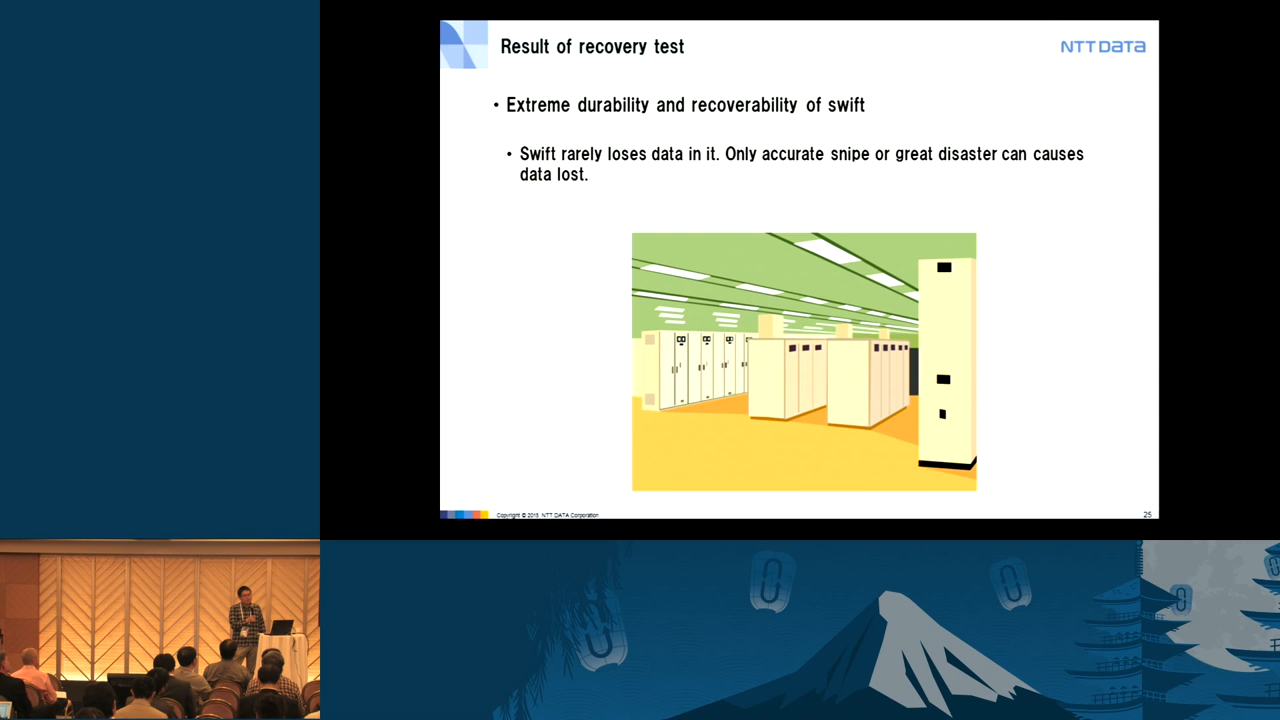 Result of recovery test
NTT DATA
• Extreme durability and recoverability of swift
• Swift rarely loses data in it. Only accurate snipe or great disaster can causes
data lost.
Copyright © 2015 NTT DATA Corporation
25